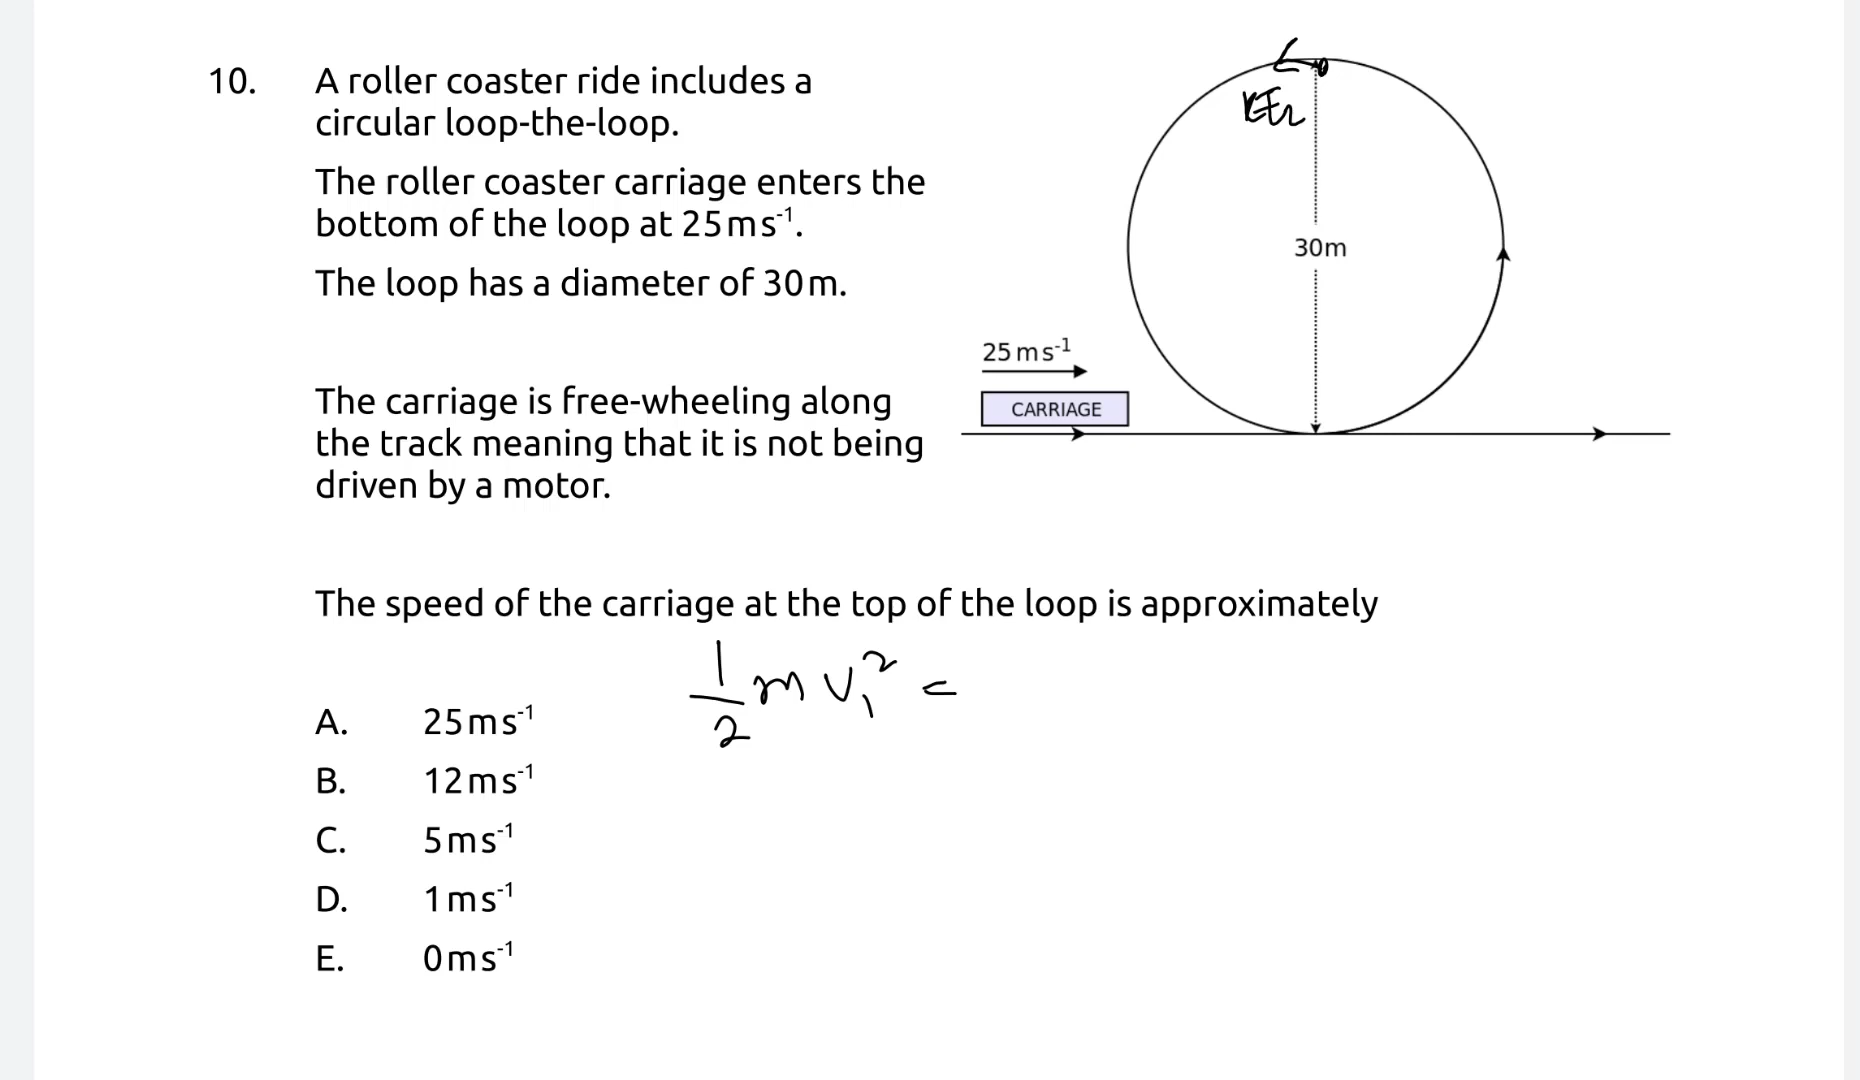 10. A roller coaster ride includes a
circular loop-the-loop.
The roller coaster carriage enters the
bottom of the loop at 25ms⁻¹.
The loop has a diameter of 30m.
The carriage is free-wheeling along
the track meaning that it is not being
driven by a motor.
KE₂
30m
25ms⁻¹
CARRIAGE
The speed of the carriage at the top of the loop is approximately
1/2 m v₁² =
A. 25ms⁻¹
B. 12ms⁻¹
C. 5ms⁻¹
D. 1ms⁻¹
E. 0ms⁻¹